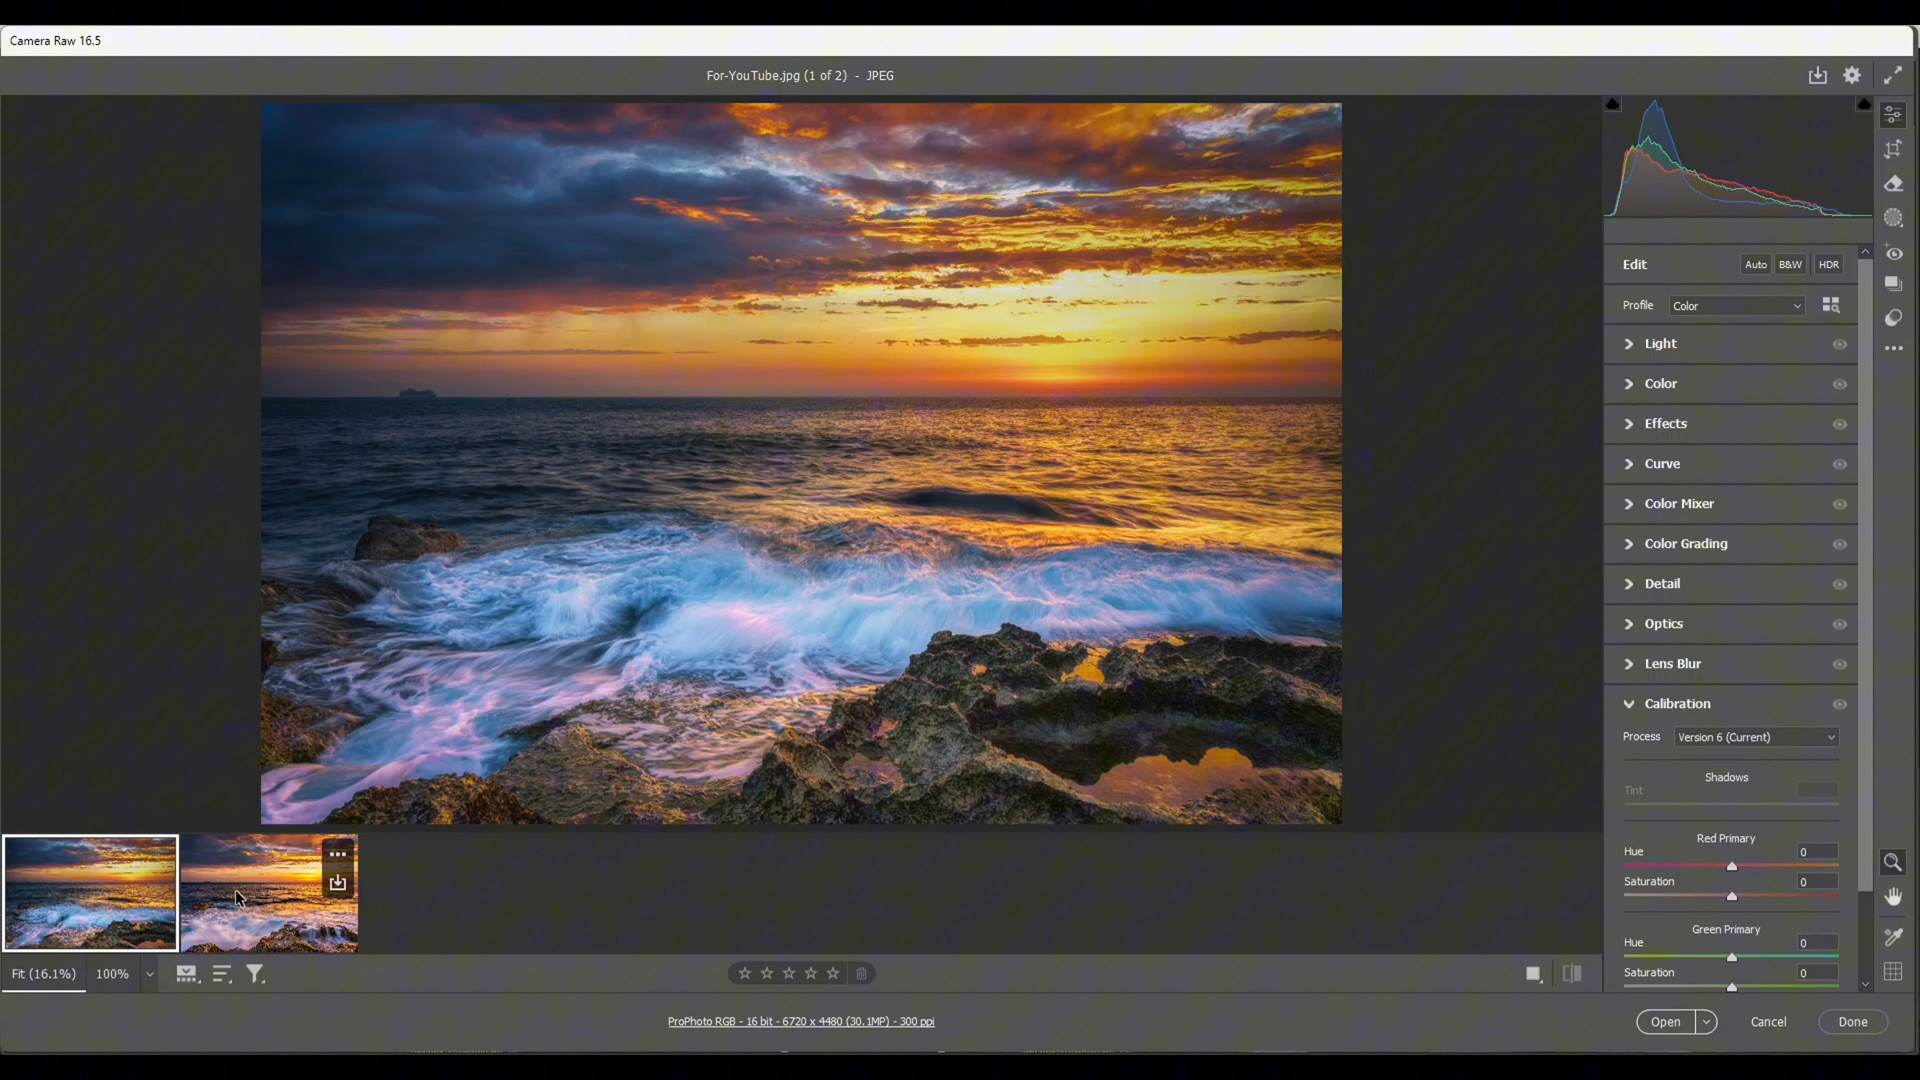 Camera Raw 16.5
For-YouTube.jpg (1 of 2) - JPEG
Edit
Auto
B&W
HDR
Profile
Color
Light
Color
Effects
Curve
Color Mixer
Color Grading
Detail
Optics
Lens Blur
Calibration
Process
Version 6 (Current)
Shadows
Tint
Red Primary
Hue
0
Saturation
0
Green Primary
Hue
0
Saturation
0
Fit (16.1%)
100%
ProPhoto RGB - 16 bit - 6720 x 4480 (30.1MP) - 300 ppi
Open
Cancel
Done